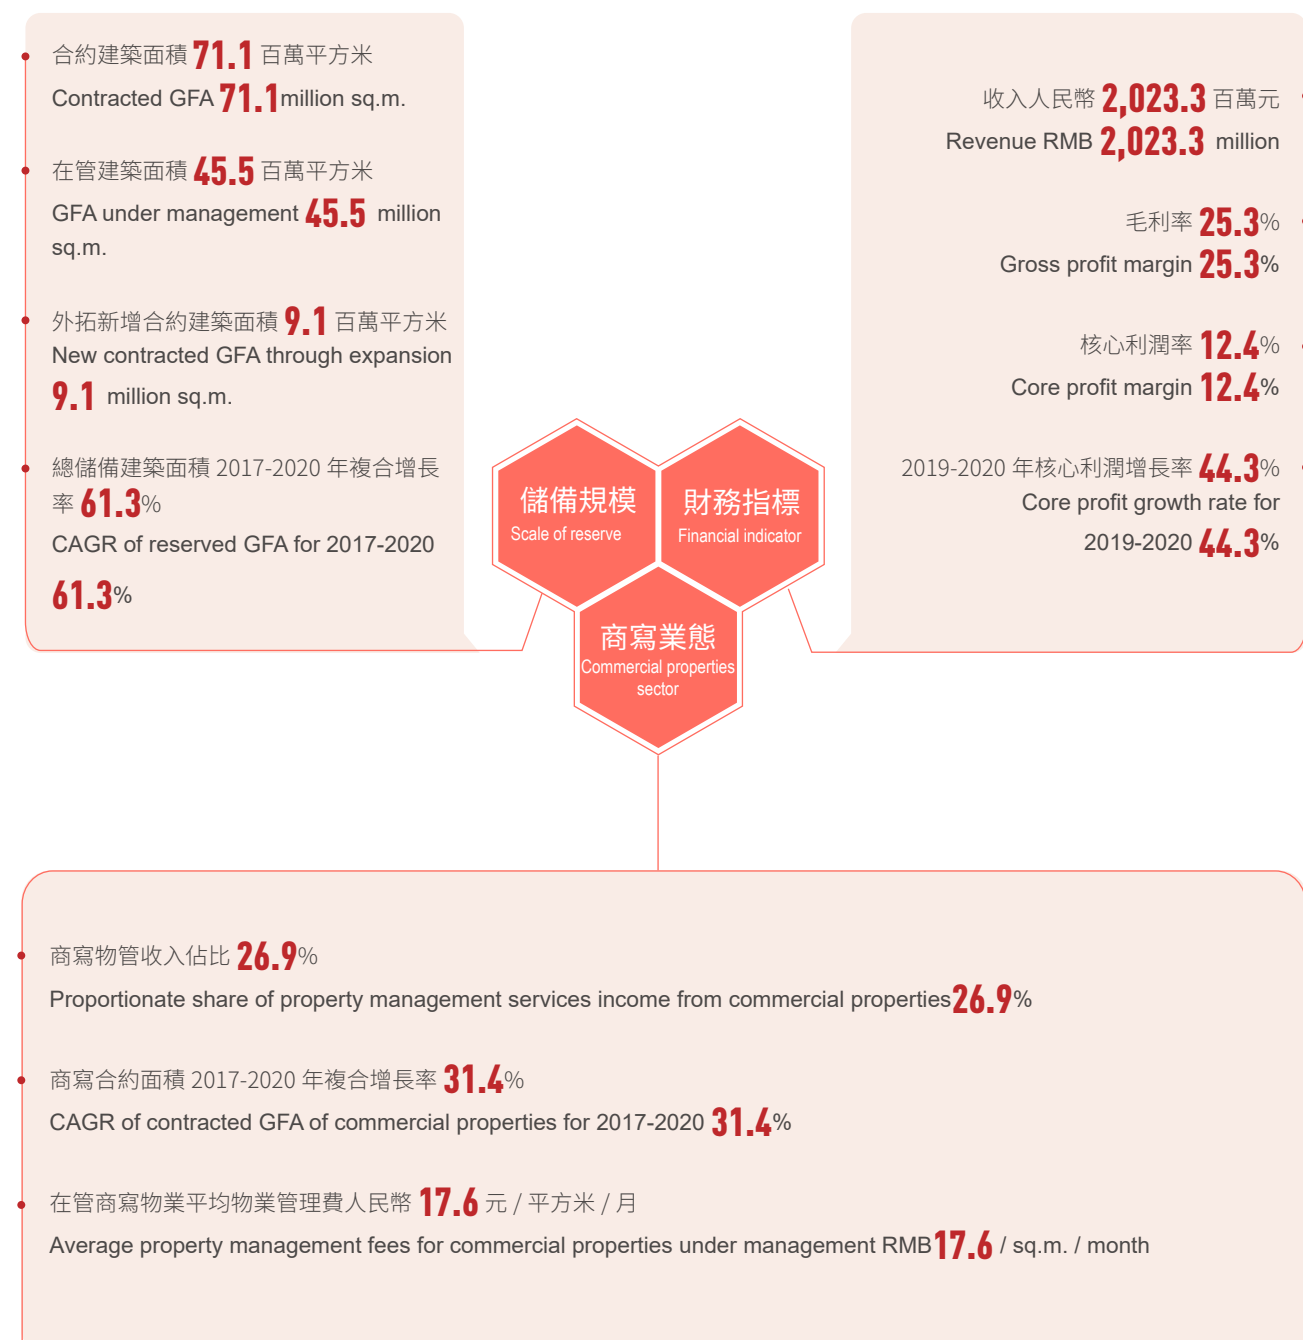 合約建築面積 71.1 百萬平方米
Contracted GFA 71.1million sq.m.
在管建築面積 45.5 百萬平方米
GFA under management 45.5 million
sq.m.
外拓新增合約建築面積 9.1 百萬平方米
New contracted GFA through expansion
9.1 million sq.m.
總儲備建築面積 2017-2020 年複合增長
率 61.3%
CAGR of reserved GFA for 2017-2020
61.3%
收入人民幣 2,023.3 百萬元
Revenue RMB 2,023.3 million
毛利率 25.3%
Gross profit margin 25.3%
核心利潤率 12.4%
Core profit margin 12.4%
2019-2020 年核心利潤增長率 44.3%
Core profit growth rate for
2019-2020 44.3%
儲備規模
Scale of reserve
財務指標
Financial indicator
商寫業態
Commercial properties
sector
商寫物管收入佔比 26.9%
Proportionate share of property management services income from commercial properties26.9%
商寫合約面積 2017-2020 年複合增長率 31.4%
CAGR of contracted GFA of commercial properties for 2017-2020 31.4%
在管商寫物業平均物業管理費人民幣 17.6 元 / 平方米 / 月
Average property management fees for commercial properties under management RMB17.6 / sq.m. / month